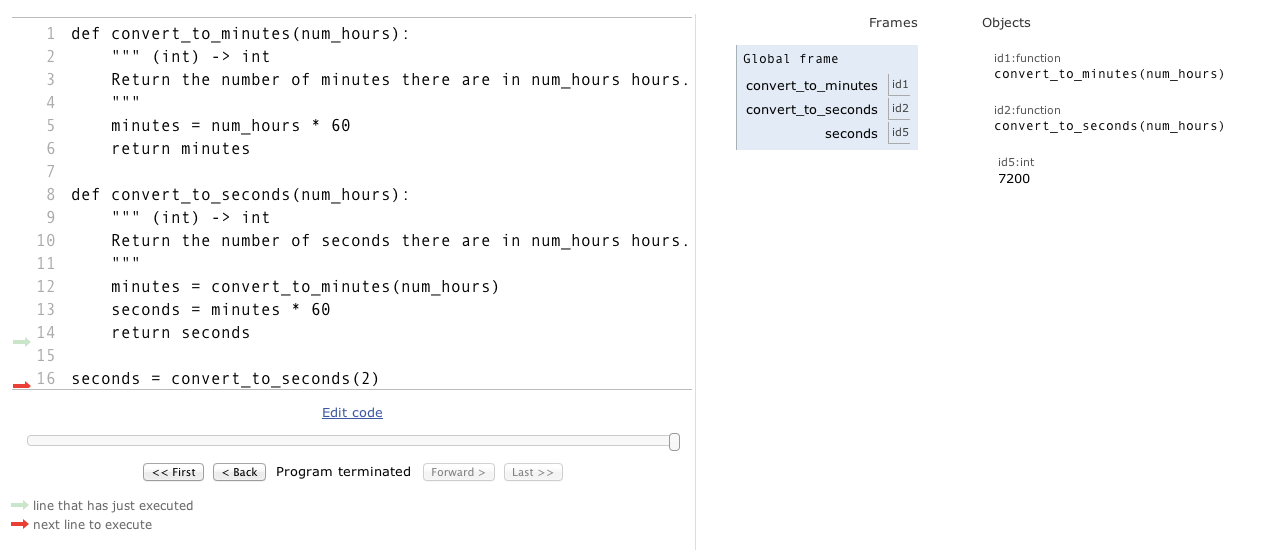 1 def convert_to_minutes(num_hours):
2     """ (int) -> int
3     Return the number of minutes there are in num_hours hours.
4     """
5     minutes = num_hours * 60
6     return minutes
7
8 def convert_to_seconds(num_hours):
9     """ (int) -> int
10     Return the number of seconds there are in num_hours hours.
11     """
12     minutes = convert_to_minutes(num_hours)
13     seconds = minutes * 60
14     return seconds
15
16 seconds = convert_to_seconds(2)
Edit code
<< First < Back Program terminated Forward > Last >>
line that has just executed
next line to execute
Frames
Global frame
convert_to_minutes id1
convert_to_seconds id2
seconds id5
Objects
id1:function
convert_to_minutes(num_hours)
id2:function
convert_to_seconds(num_hours)
id5:int
7200